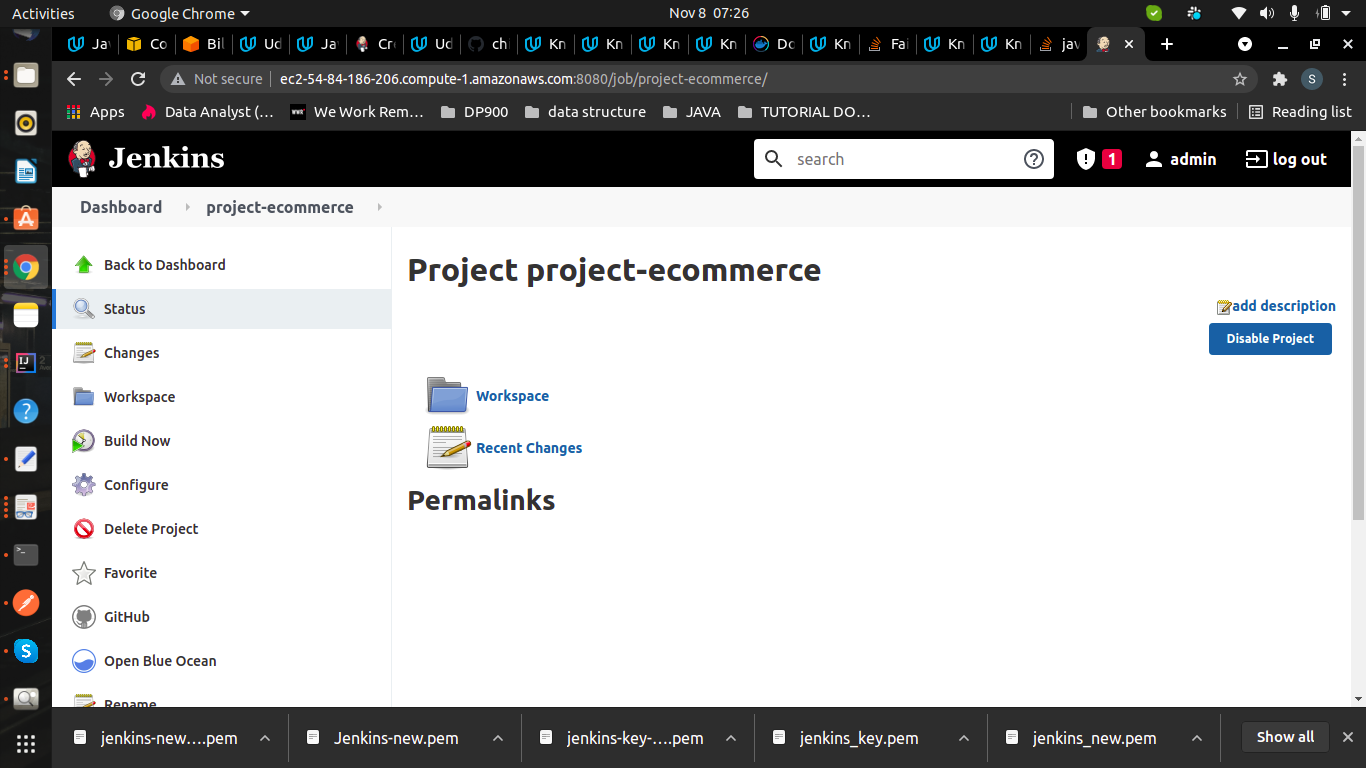 Activities Google Chrome Nov 8 07:26
Jav Co Bil Ud Jav Cre Ud ch Kn Kn Kn Kn Do Kn Fai Kn Kn jav
Not secure ec2-54-84-186-206.compute-1.amazonaws.com:8080/job/project-ecommerce/ S
Apps Data Analyst (… We Work Rem… DP900 data structure JAVA TUTORIAL DO… Other bookmarks Reading list
Jenkins search 1 admin log out
Dashboard project-ecommerce
Back to Dashboard
Status
Changes
Workspace
Build Now
Configure
Delete Project
Favorite
GitHub
Open Blue Ocean
Rename
Project project-ecommerce
add description
Disable Project
Workspace
Recent Changes
Permalinks
jenkins-new….pem Jenkins-new.pem jenkins-key-….pem jenkins_key.pem jenkins_new.pem Show all